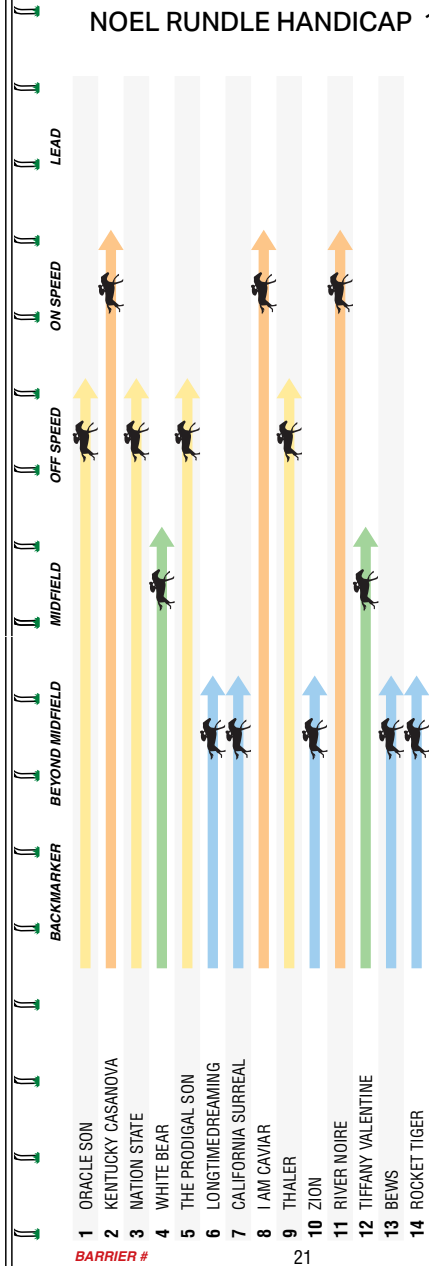 NOEL RUNDLE HANDICAP
LEAD
ON SPEED
OFF SPEED
MIDFIELD
BEYOND MIDFIELD
BACKMARKER
1 ORACLE SON
2 KENTUCKY CASANOVA
3 NATION STATE
4 WHITE BEAR
5 THE PRODIGAL SON
6 LONGTIMEDREAMING
7 CALIFORNIA SURREAL
8 I AM CAVIAR
9 THALER
10 ZION
11 RIVER NOIRE
12 TIFFANY VALENTINE
13 BEWS
14 ROCKET TIGER
BARRIER #
21